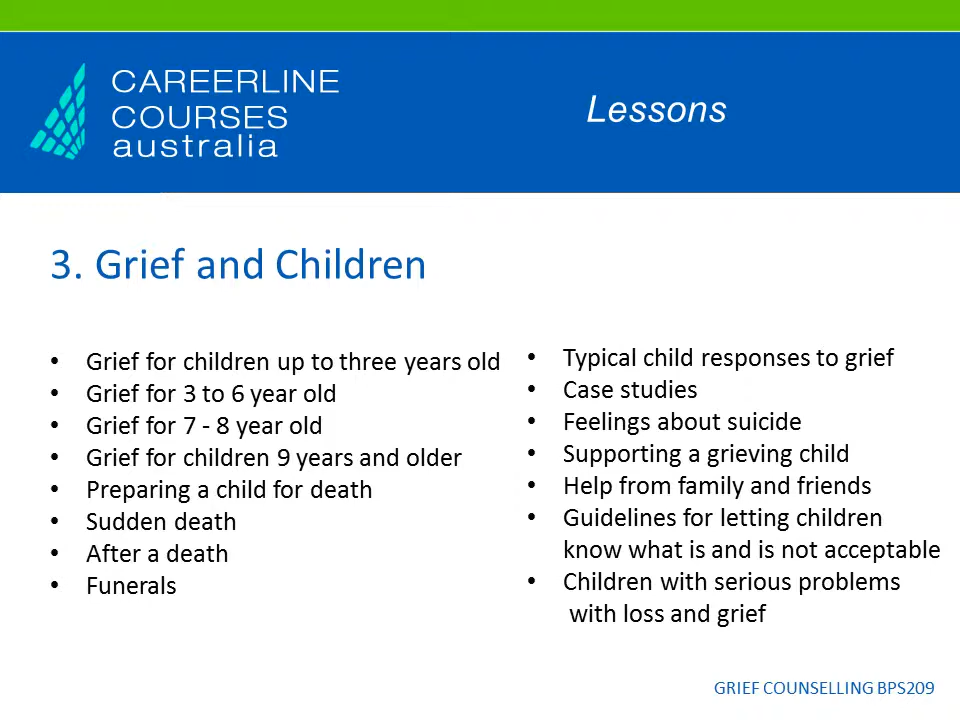 CAREERLINE
COURSES
australia
Lessons
3. Grief and Children
• Grief for children up to three years old
• Grief for 3 to 6 year old
• Grief for 7 - 8 year old
• Grief for children 9 years and older
• Preparing a child for death
• Sudden death
• After a death
• Funerals
• Typical child responses to grief
• Case studies
• Feelings about suicide
• Supporting a grieving child
• Help from family and friends
• Guidelines for letting children
know what is and is not acceptable
• Children with serious problems
with loss and grief
GRIEF COUNSELLING BPS209